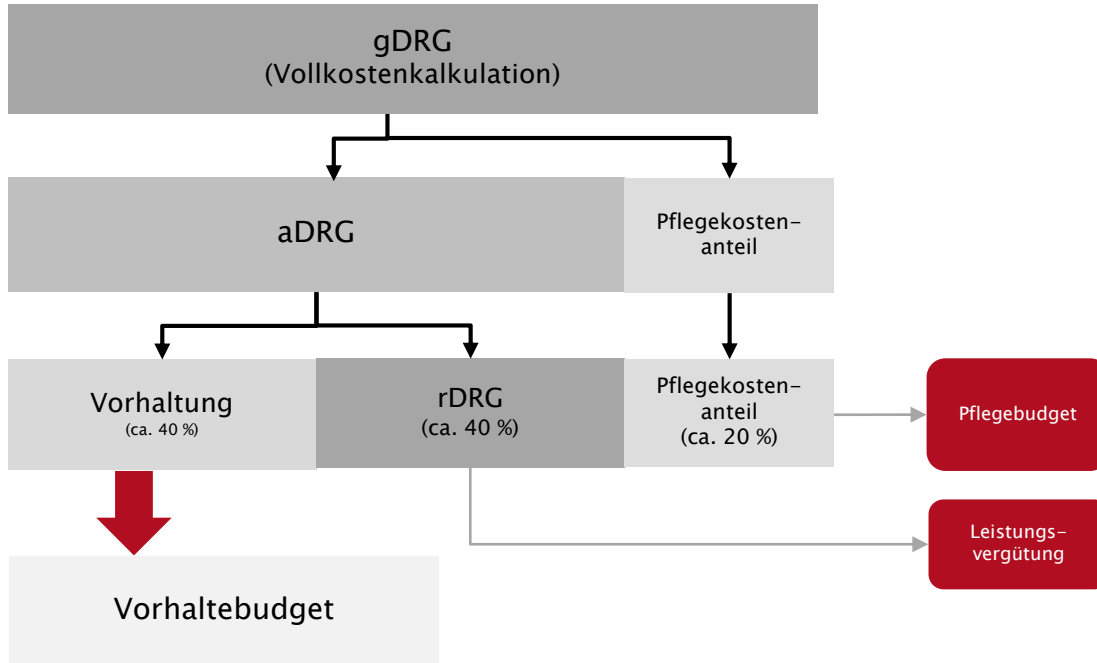 gDRG
(Vollkostenkalkulation)
aDRG
Pflegekosten-
anteil
Vorhaltung
(ca. 40 %)
rDRG
(ca. 40 %)
Pflegekosten-
anteil
(ca. 20 %)
Pflegebudget
Leistungs-
vergütung
Vorhaltebudget